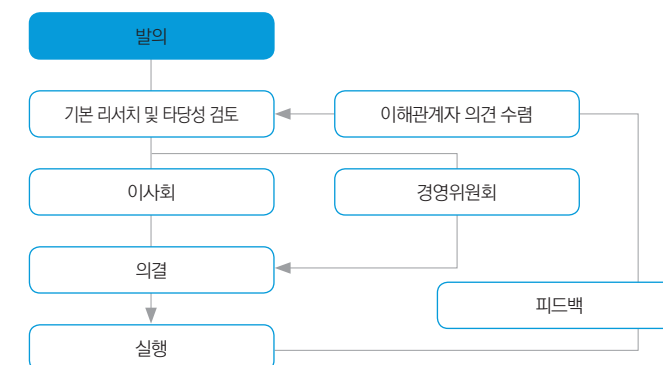 발의
기본 리서치 및 타당성 검토
이해관계자 의견 수렴
이사회
경영위원회
의결
피드백
실행